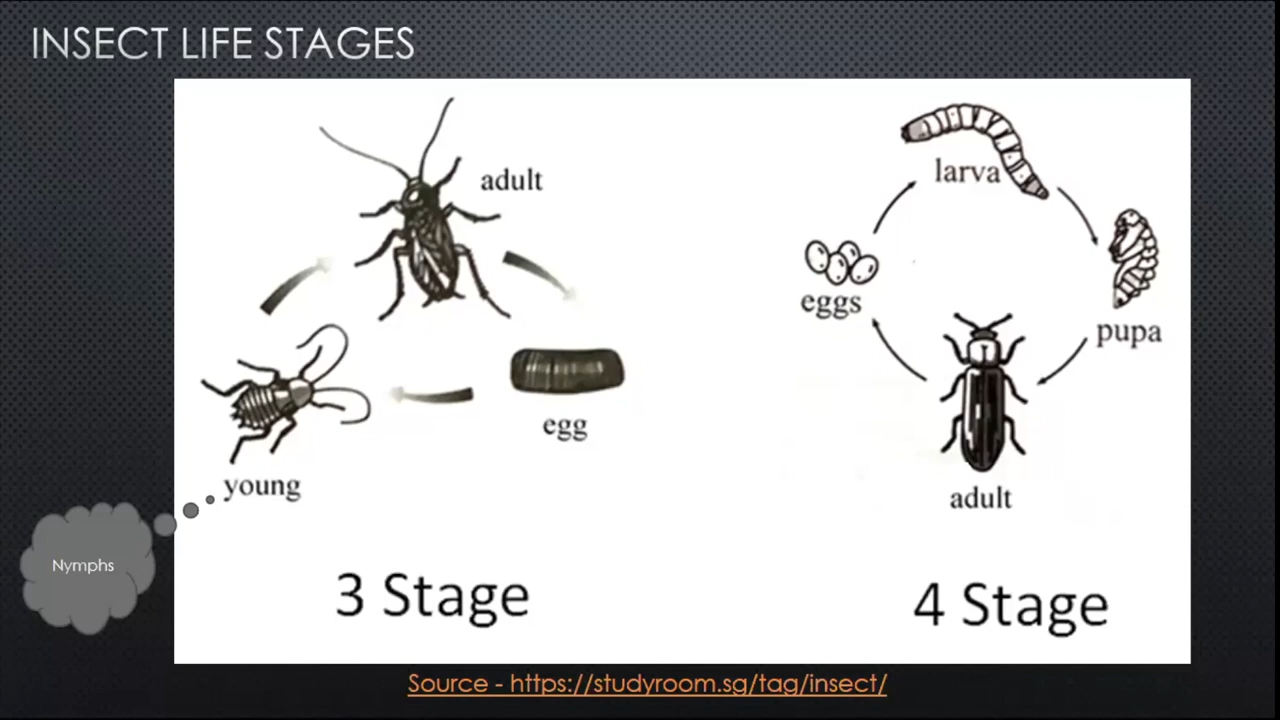 INSECT LIFE STAGES
adult
egg
young
Nymphs
3 Stage
larva
eggs
pupa
adult
4 Stage
Source - https://studyroom.sg/tag/insect/